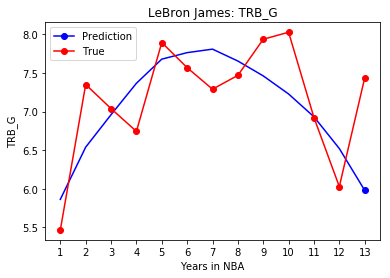 LeBron James: TRB_G
Prediction
True
8.0
7.5
7.0
6.5
6.0
5.5
TRB_G
1 2 3 4 5 6 7 8 9 10 11 12 13
Years in NBA